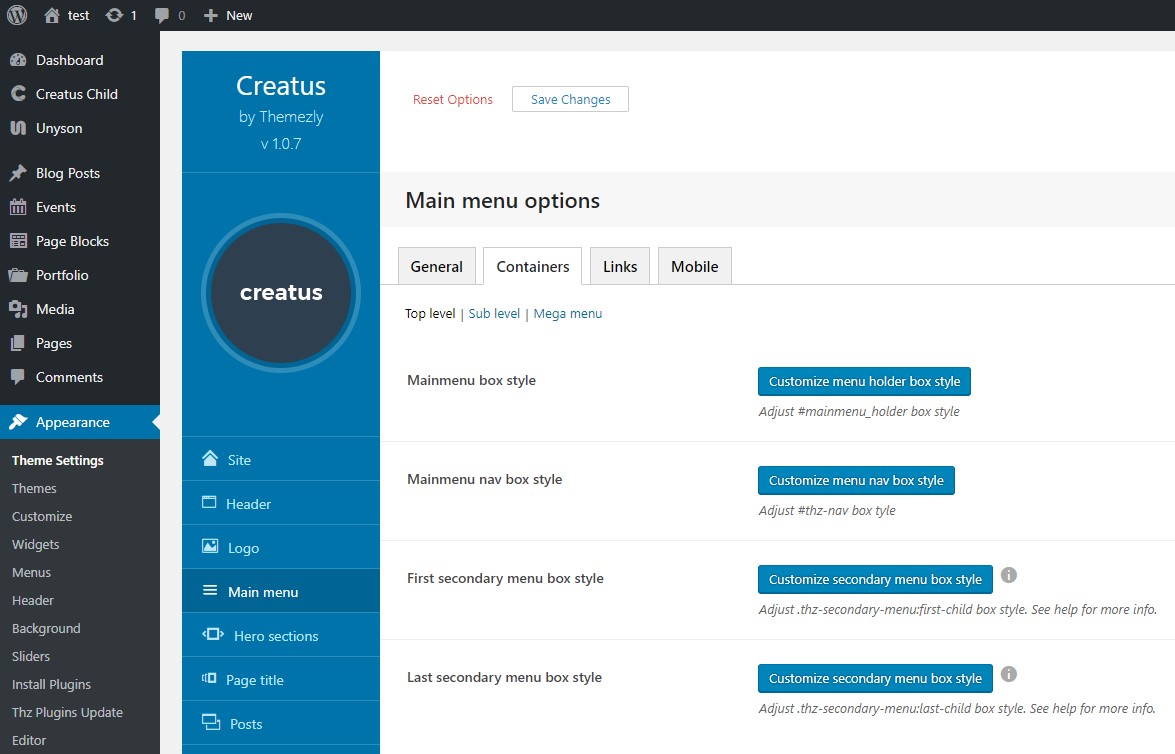 test 1 0 New
Dashboard
Creatus Child
Unyson
Blog Posts
Events
Page Blocks
Portfolio
Media
Pages
Comments
Appearance
Theme Settings
Themes
Customize
Widgets
Menus
Header
Background
Sliders
Install Plugins
Thz Plugins Update
Editor
Creatus
by Themezly
v 1.0.7
creatus
Site
Header
Logo
Main menu
Hero sections
Page title
Posts
Reset Options Save Changes
Main menu options
General Containers Links Mobile
Top level | Sub level | Mega menu
Mainmenu box style
Customize menu holder box style
Adjust #mainmenu_holder box style
Mainmenu nav box style
Customize menu nav box style
Adjust #thz-nav box tyle
First secondary menu box style
Customize secondary menu box style
Adjust .thz-secondary-menu:first-child box style. See help for more info.
Last secondary menu box style
Customize secondary menu box style
Adjust .thz-secondary-menu:last-child box style. See help for more info.